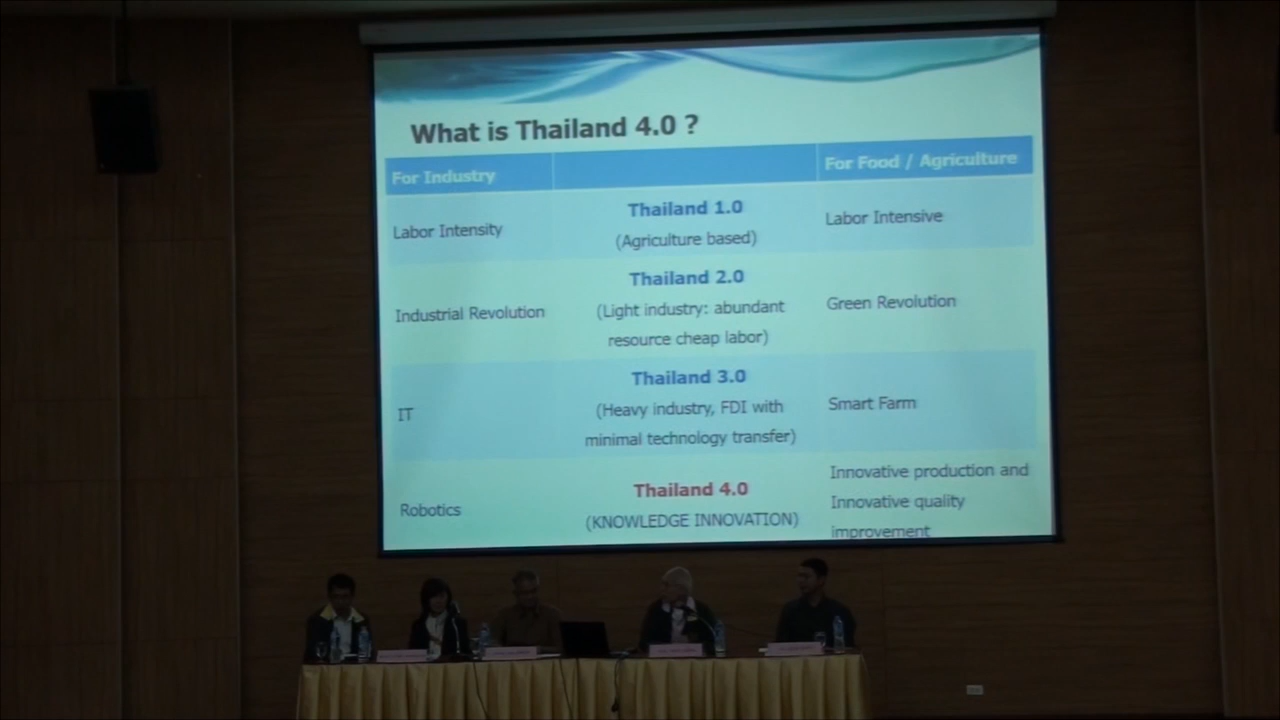 What is Thailand 4.0 ?
For Industry
For Food / Agriculture
Labor Intensity
Thailand 1.0
(Agriculture based)
Labor Intensive
Industrial Revolution
Thailand 2.0
(Light industry: abundant
resource cheap labor)
Green Revolution
IT
Thailand 3.0
(Heavy industry, FDI with
minimal technology transfer)
Smart Farm
Robotics
Thailand 4.0
(KNOWLEDGE INNOVATION)
Innovative production and
Innovative quality
improvement